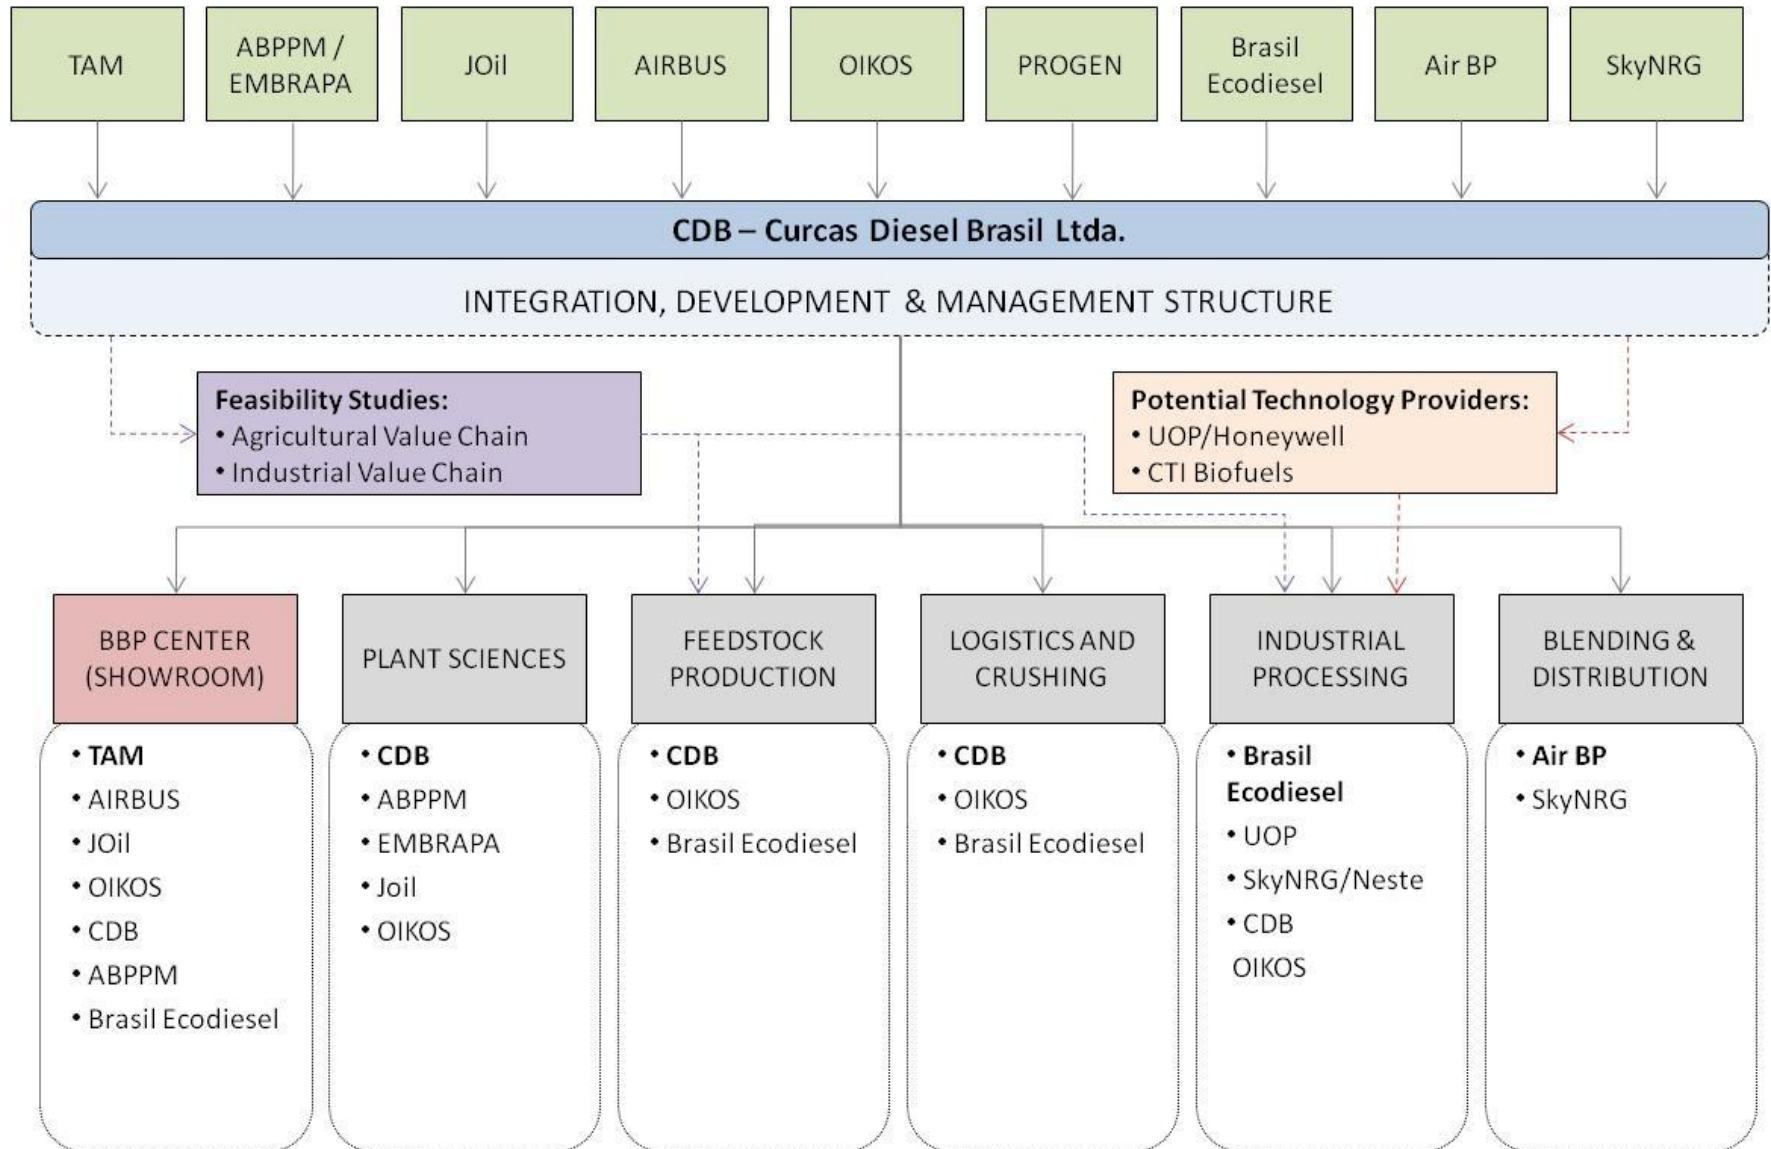 TAM
ABPPM /
EMBRAPA
JOil
AIRBUS
OIKOS
PROGEN
Brasil
Ecodiesel
Air BP
SkyNRG
CDB – Curcas Diesel Brasil Ltda.
INTEGRATION, DEVELOPMENT & MANAGEMENT STRUCTURE
Feasibility Studies:
• Agricultural Value Chain
• Industrial Value Chain
Potential Technology Providers:
• UOP/Honeywell
• CTI Biofuels
BBP CENTER
(SHOWROOM)
• TAM
• AIRBUS
• JOil
• OIKOS
• CDB
• ABPPM
• Brasil Ecodiesel
PLANT SCIENCES
• CDB
• ABPPM
• EMBRAPA
• Joil
• OIKOS
FEEDSTOCK
PRODUCTION
• CDB
• OIKOS
• Brasil Ecodiesel
LOGISTICS AND
CRUSHING
• CDB
• OIKOS
• Brasil Ecodiesel
INDUSTRIAL
PROCESSING
• Brasil
Ecodiesel
• UOP
• SkyNRG/Neste
• CDB
OIKOS
BLENDING &
DISTRIBUTION
• Air BP
• SkyNRG